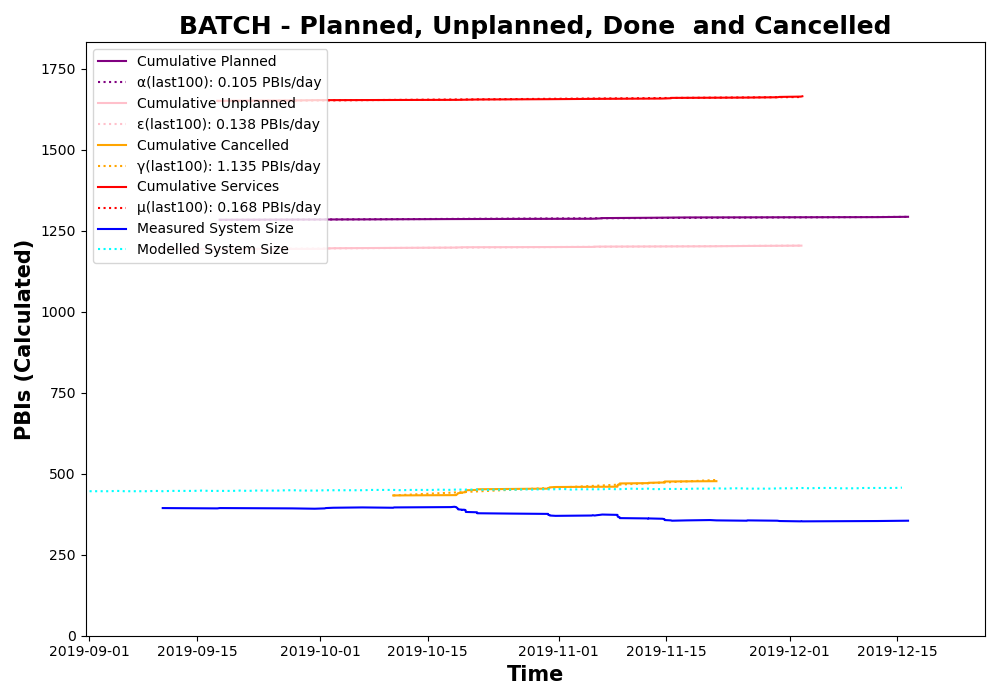 BATCH - Planned, Unplanned, Done  and Cancelled
Cumulative Planned
α(last100): 0.105 PBIs/day
Cumulative Unplanned
ε(last100): 0.138 PBIs/day
Cumulative Cancelled
γ(last100): 1.135 PBIs/day
Cumulative Services
μ(last100): 0.168 PBIs/day
Measured System Size
Modelled System Size
PBIs (Calculated)
1750
1500
1250
1000
750
500
250
0
2019-09-01 2019-09-15 2019-10-01 2019-10-15 2019-11-01 2019-11-15 2019-12-01 2019-12-15
Time